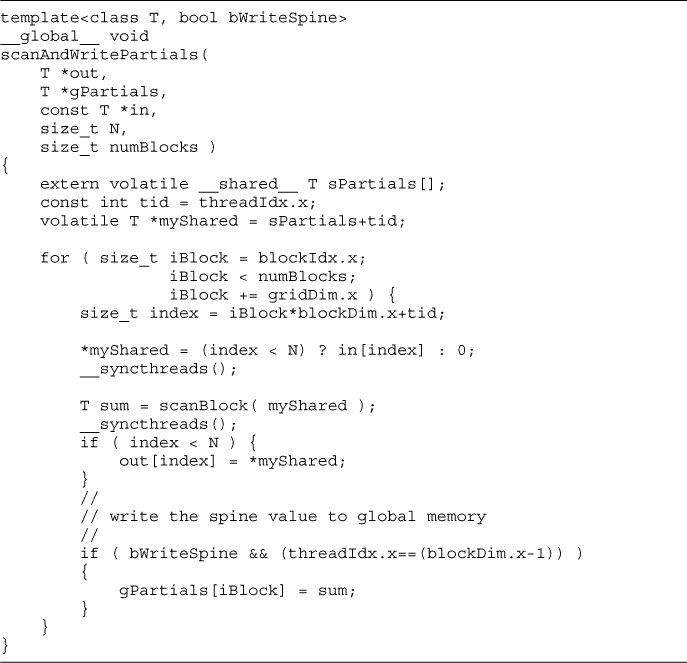 template<class T, bool bWriteSpine>
__global__ void
scanAndWritePartials(
    T *out,
    T *gPartials,
    const T *in,
    size_t N,
    size_t numBlocks )
{
    extern volatile __shared__ T sPartials[];
    const int tid = threadIdx.x;
    volatile T *myShared = sPartials+tid;

    for ( size_t iBlock = blockIdx.x;
                 iBlock < numBlocks;
                 iBlock += gridDim.x ) {
        size_t index = iBlock*blockDim.x+tid;

        *myShared = (index < N) ? in[index] : 0;
        __syncthreads();

        T sum = scanBlock( myShared );
        __syncthreads();
        if ( index < N ) {
            out[index] = *myShared;
        }
        //
        // write the spine value to global memory
        //
        if ( bWriteSpine && (threadIdx.x==(blockDim.x-1)) )
        {
            gPartials[iBlock] = sum;
        }
    }
}